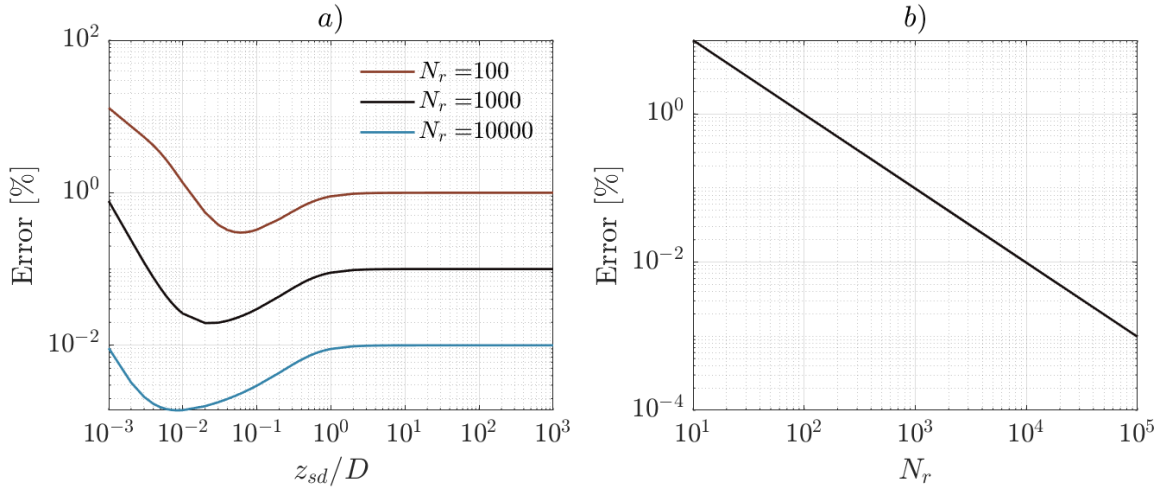 a)
10^2
10^0
10^-2
Error [%]
N_r =100
N_r =1000
N_r =10000
10^-3 10^-2 10^-1 10^0 10^1 10^2 10^3
z_sd/D
b)
10^0
10^-2
10^-4
Error [%]
10^1 10^2 10^3 10^4 10^5
N_r